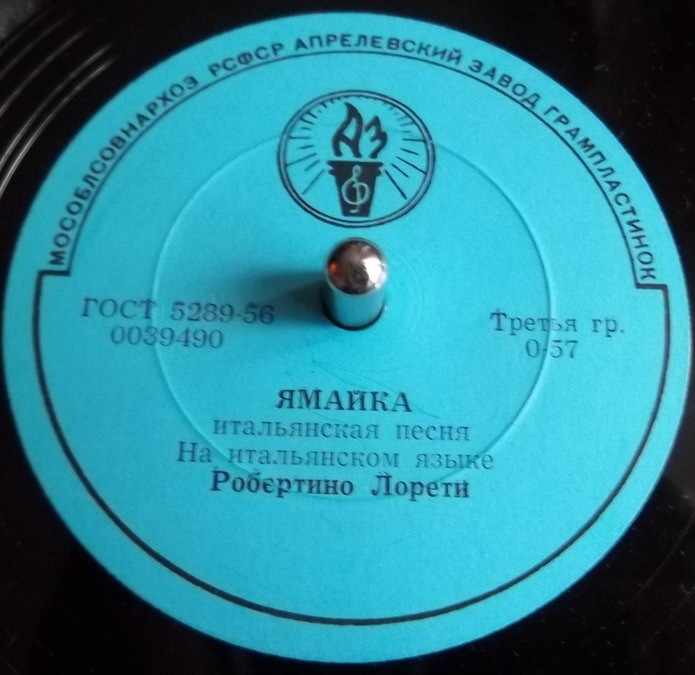 МОСОБЛСОВНАРХОЗ РСФСР АПРЕЛЕВСКИЙ ЗАВОД ГРАМПЛАСТИНОК
АЗ
ГОСТ 5289-56
0039490
Третья гр.
0-57
ЯМАЙКА
итальянская песня
На итальянском языке
Робертино Лорети